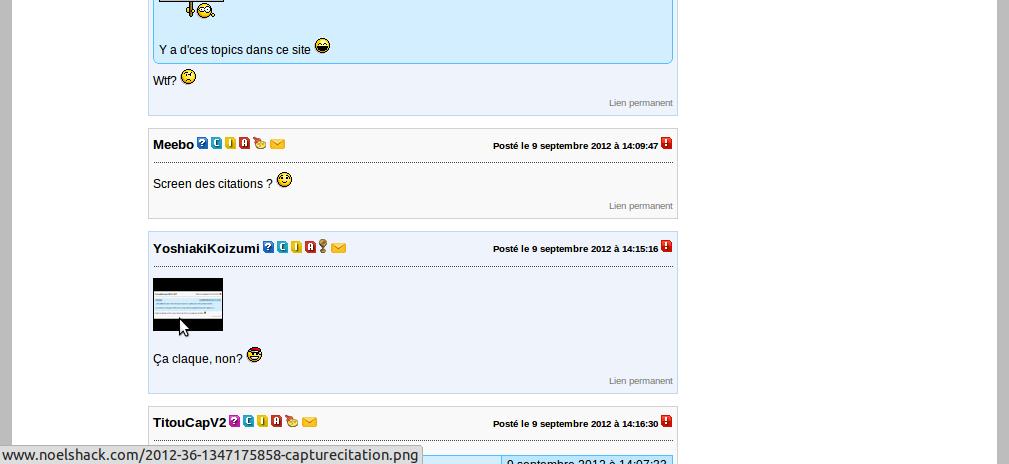 Y a d'ces topics dans ce site
Wtf?
Lien permanent
Meebo ? C J A Posté le 9 septembre 2012 à 14:09:47 !
Screen des citations ?
Lien permanent
YoshiakiKoizumi ? C J A Posté le 9 septembre 2012 à 14:15:16 !
Ça claque, non?
Lien permanent
TitouCapV2 ? C J A Posté le 9 septembre 2012 à 14:16:30 !
www.noelshack.com/2012-36-1347175858-capturecitation.png
9 septembre 2012 à 14:07:33